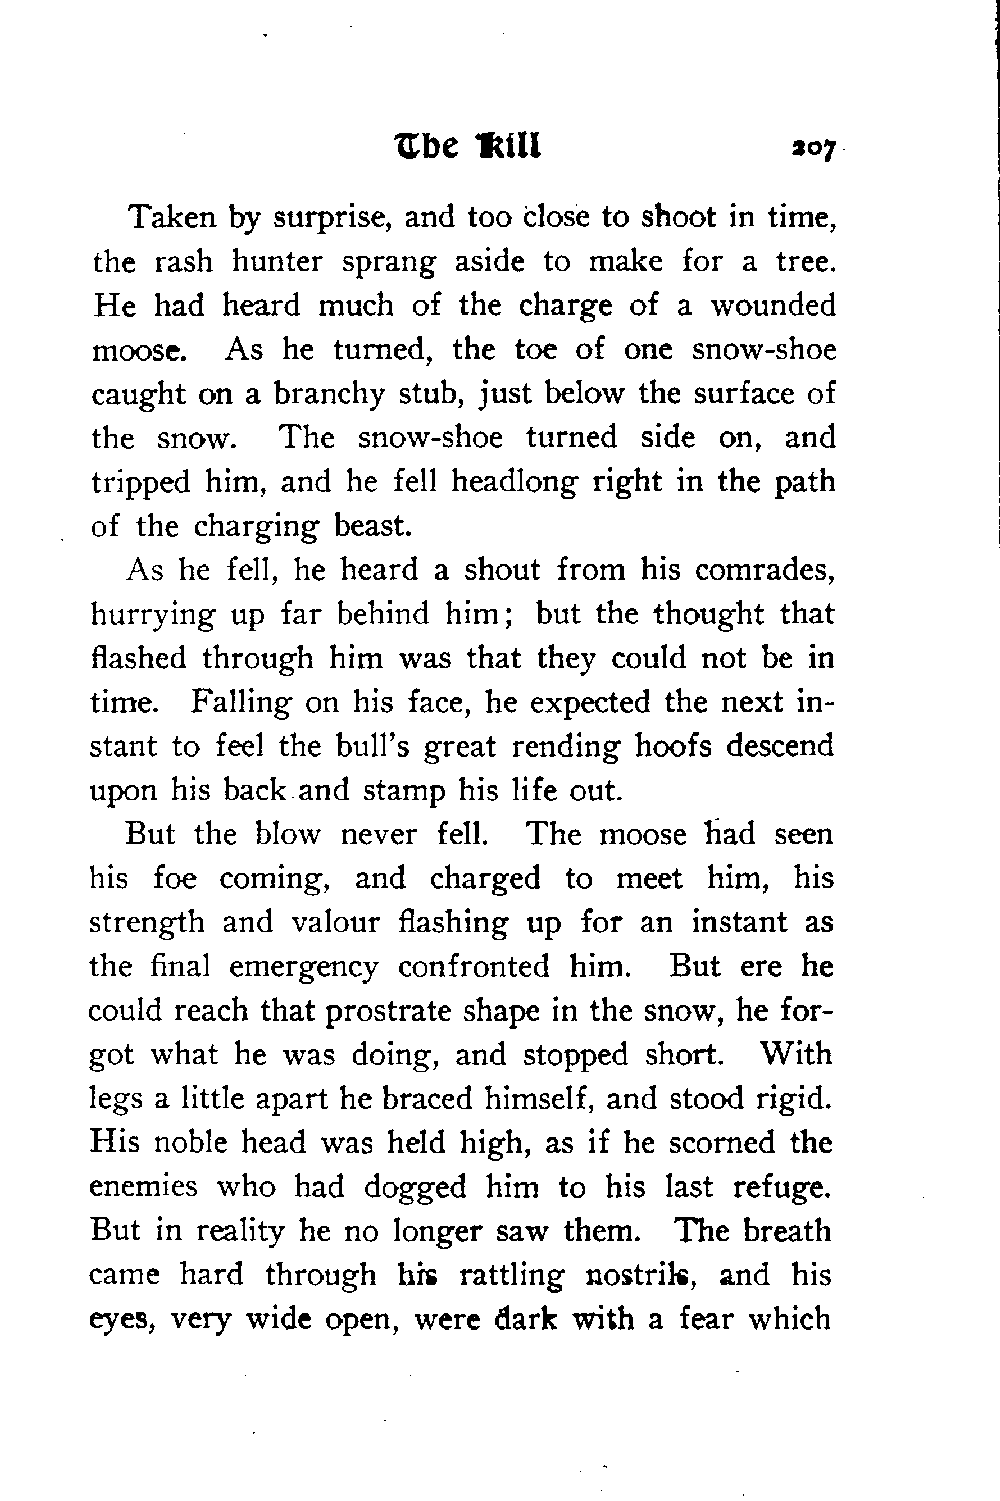 The Kill 207
Taken by surprise, and too close to shoot in time,
the rash hunter sprang aside to make for a tree.
He had heard much of the charge of a wounded
moose. As he turned, the toe of one snow-shoe
caught on a branchy stub, just below the surface of
the snow. The snow-shoe turned side on, and
tripped him, and he fell headlong right in the path
of the charging beast.
As he fell, he heard a shout from his comrades,
hurrying up far behind him; but the thought that
flashed through him was that they could not be in
time. Falling on his face, he expected the next in-
stant to feel the bull's great rending hoofs descend
upon his back and stamp his life out.
But the blow never fell. The moose had seen
his foe coming, and charged to meet him, his
strength and valour flashing up for an instant as
the final emergency confronted him. But ere he
could reach that prostrate shape in the snow, he for-
got what he was doing, and stopped short. With
legs a little apart he braced himself, and stood rigid.
His noble head was held high, as if he scorned the
enemies who had dogged him to his last refuge.
But in reality he no longer saw them. The breath
came hard through his rattling nostrils, and his
eyes, very wide open, were dark with a fear which